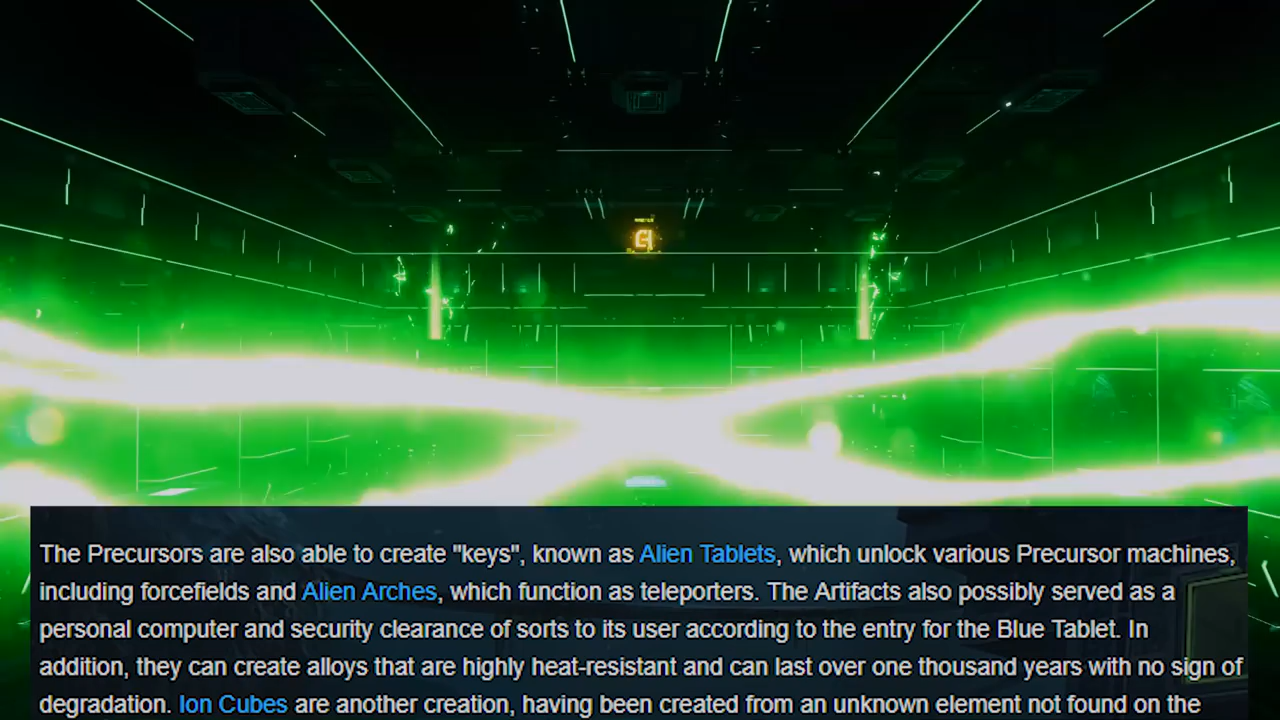 The Precursors are also able to create "keys", known as Alien Tablets, which unlock various Precursor machines,
including forcefields and Alien Arches, which function as teleporters. The Artifacts also possibly served as a
personal computer and security clearance of sorts to its user according to the entry for the Blue Tablet. In
addition, they can create alloys that are highly heat-resistant and can last over one thousand years with no sign of
degradation. Ion Cubes are another creation, having been created from an unknown element not found on the